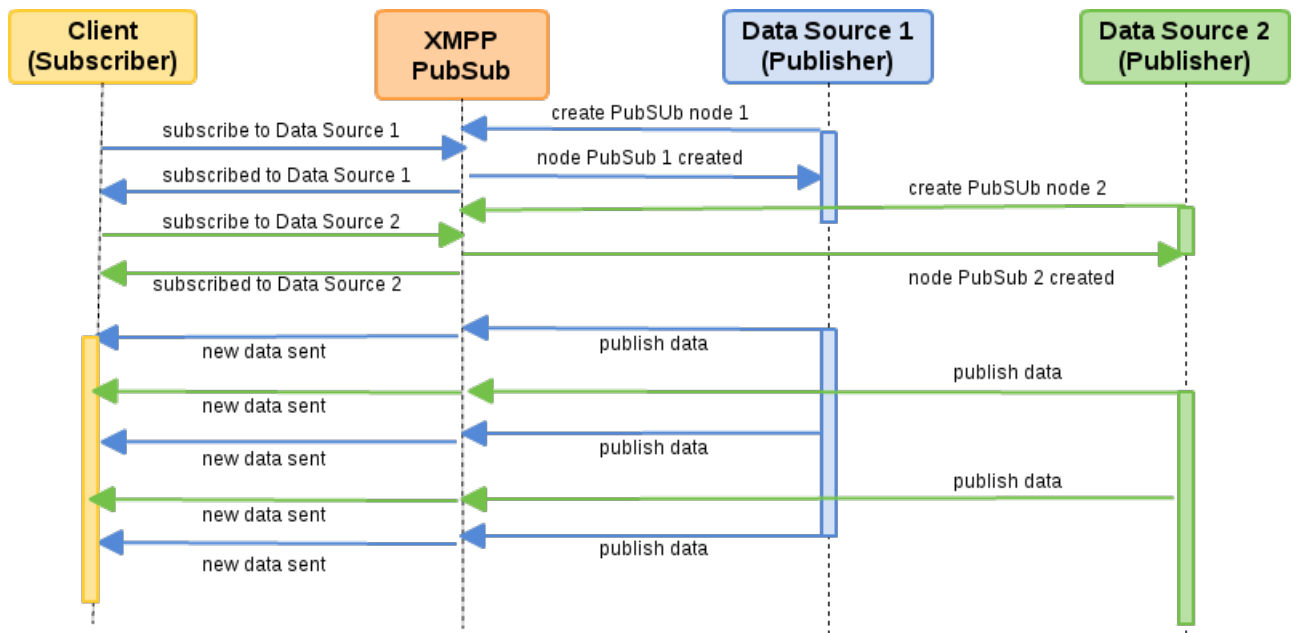 Client
(Subscriber)
XMPP
PubSub
Data Source 1
(Publisher)
Data Source 2
(Publisher)
create PubSUb node 1
subscribe to Data Source 1
node PubSub 1 created
subscribed to Data Source 1
create PubSUb node 2
subscribe to Data Source 2
node PubSub 2 created
subscribed to Data Source 2
publish data
new data sent
publish data
new data sent
publish data
new data sent
publish data
new data sent
publish data
new data sent